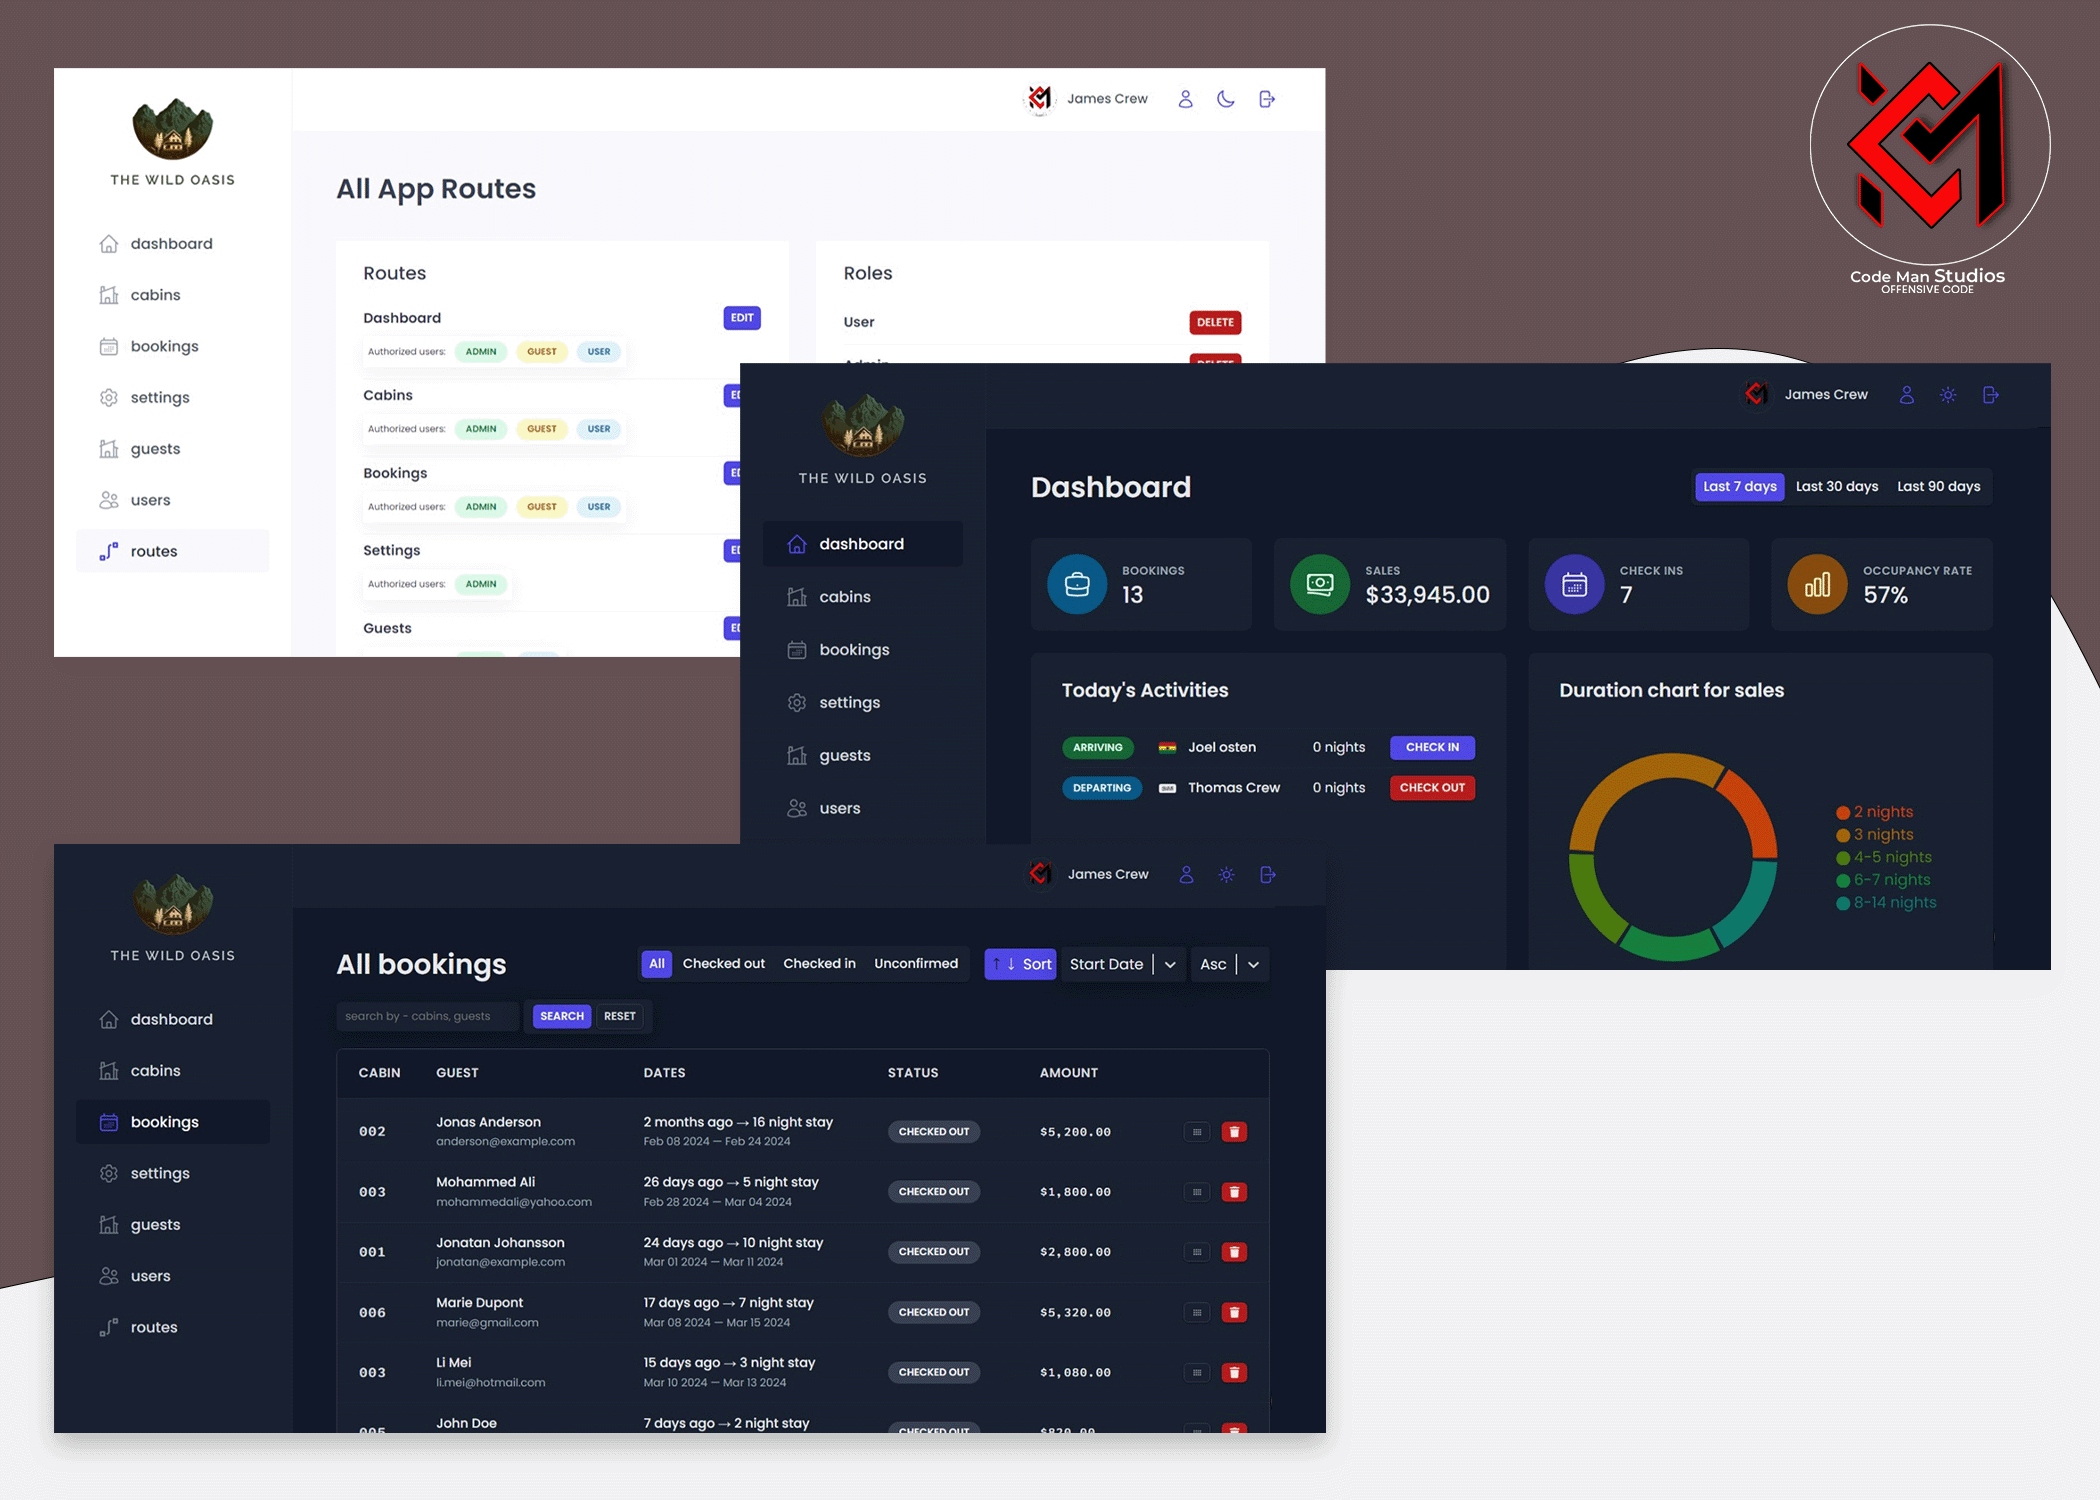 Code Man Studios
OFFENSIVE CODE
THE WILD OASIS
dashboard
cabins
bookings
settings
guests
users
routes
James Crew
All App Routes
Routes
Dashboard
EDIT
Authorized users: ADMIN GUEST USER
Cabins
Authorized users: ADMIN GUEST USER
Bookings
Authorized users: ADMIN GUEST USER
Settings
Authorized users: ADMIN
Guests
Roles
User DELETE
Admin DELETE
THE WILD OASIS
dashboard
cabins
bookings
settings
guests
users
James Crew
Dashboard
Last 7 days Last 30 days Last 90 days
BOOKINGS
13
SALES
$33,945.00
CHECK INS
7
OCCUPANCY RATE
57%
Today's Activities
ARRIVING Joel osten 0 nights CHECK IN
DEPARTING Thomas Crew 0 nights CHECK OUT
Duration chart for sales
2 nights
3 nights
4-5 nights
6-7 nights
8-14 nights
THE WILD OASIS
dashboard
cabins
bookings
settings
guests
users
routes
James Crew
All bookings
All Checked out Checked in Unconfirmed
↑ ↓ Sort Start Date Asc
search by - cabins, guests SEARCH RESET
CABIN GUEST DATES STATUS AMOUNT
002 Jonas Anderson 2 months ago → 16 night stay CHECKED OUT $5,200.00
anderson@example.com Feb 08 2024 — Feb 24 2024
003 Mohammed Ali 26 days ago → 5 night stay CHECKED OUT $1,800.00
mohammedali@yahoo.com Feb 28 2024 — Mar 04 2024
001 Jonatan Johansson 24 days ago → 10 night stay CHECKED OUT $2,800.00
jonatan@example.com Mar 01 2024 — Mar 11 2024
006 Marie Dupont 17 days ago → 7 night stay CHECKED OUT $5,320.00
marie@gmail.com Mar 08 2024 — Mar 15 2024
003 Li Mei 15 days ago → 3 night stay CHECKED OUT $1,080.00
li.mei@hotmail.com Mar 10 2024 — Mar 13 2024
005 John Doe 7 days ago → 2 night stay CHECKED OUT $820.00